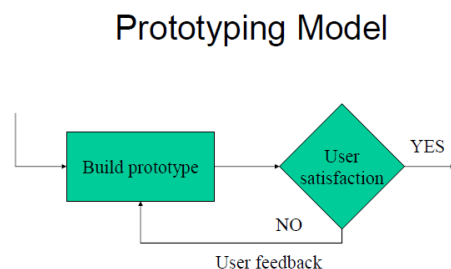 Prototyping Model
Build prototype
User
satisfaction
YES
NO
User feedback